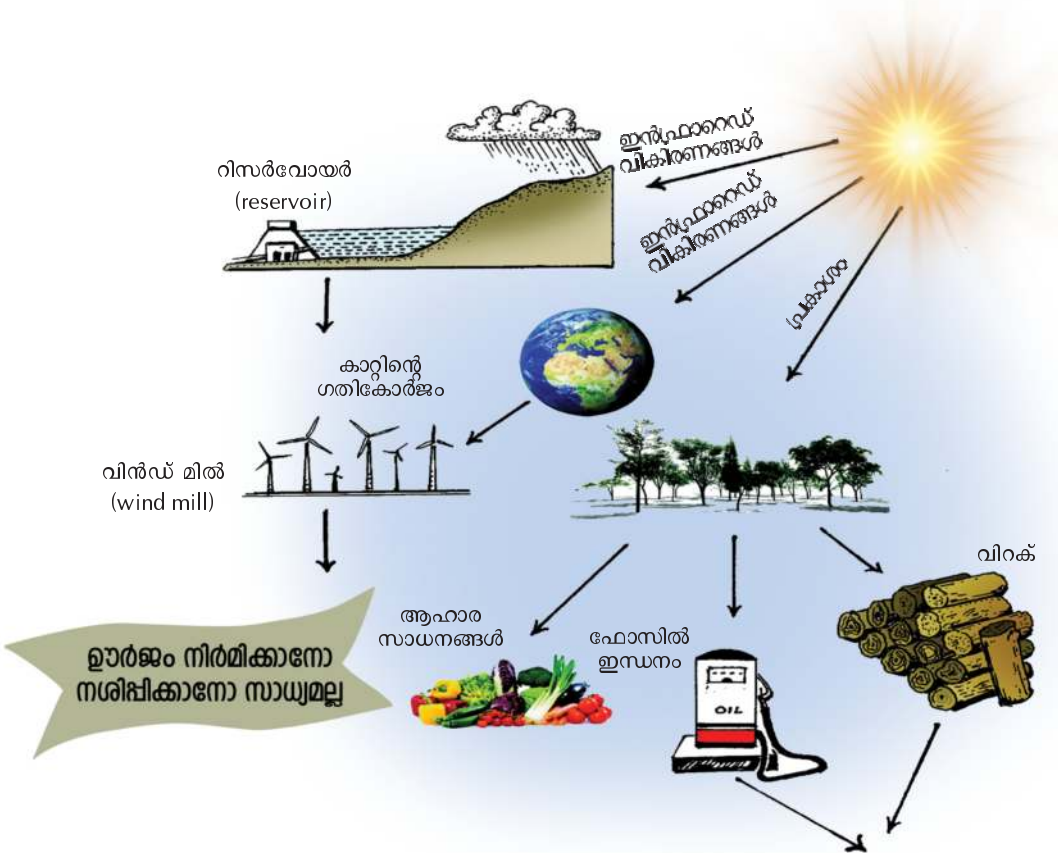 ഇൻഫ്രാറെഡ്
വികിരണങ്ങൾ
റിസർവോയർ
(reservoir)
ഇൻഫ്രാറെഡ്
വികിരണങ്ങൾ
പ്രകാശം
കാറ്റിന്റെ
ഗതികോർജം
വിൻഡ് മിൽ
(wind mill)
വിറക്
ആഹാര
സാധനങ്ങൾ
ഫോസിൽ
ഇന്ധനം
ഊർജം നിർമിക്കാനോ
നശിപ്പിക്കാനോ സാധ്യമല്ല
OIL